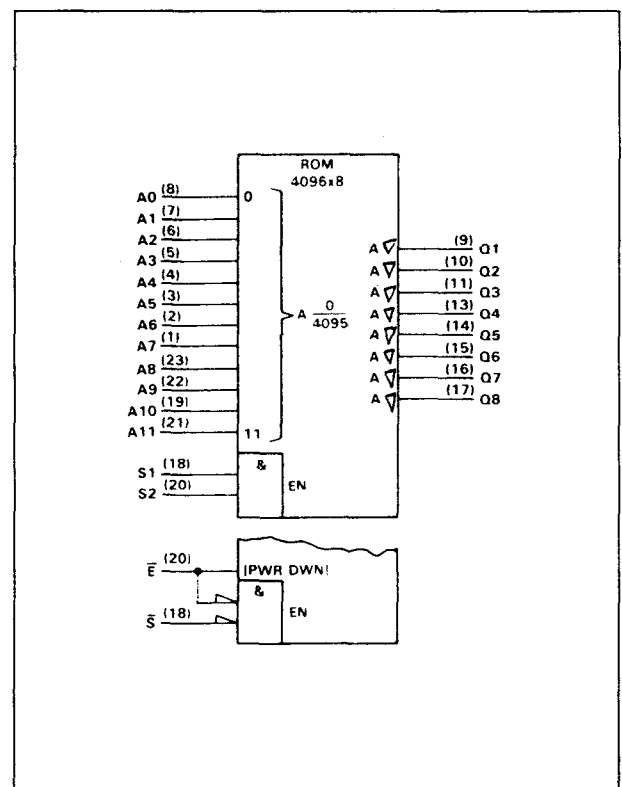 ROM
4096x8
A0 (8) 0
A1 (7)
A2 (6)
A3 (5)
A4 (4)
A5 (3)
A6 (2)
A7 (1)
A8 (23)
A9 (22)
A10 (19)
A11 (21) 11
A 0/4095
A (9) Q1
A (10) Q2
A (11) Q3
A (13) Q4
A (14) Q5
A (15) Q6
A (16) Q7
A (17) Q8
S1 (18) &
S2 (20) EN
E̅ (20) [PWR DWN]
&
EN
S̅ (18)